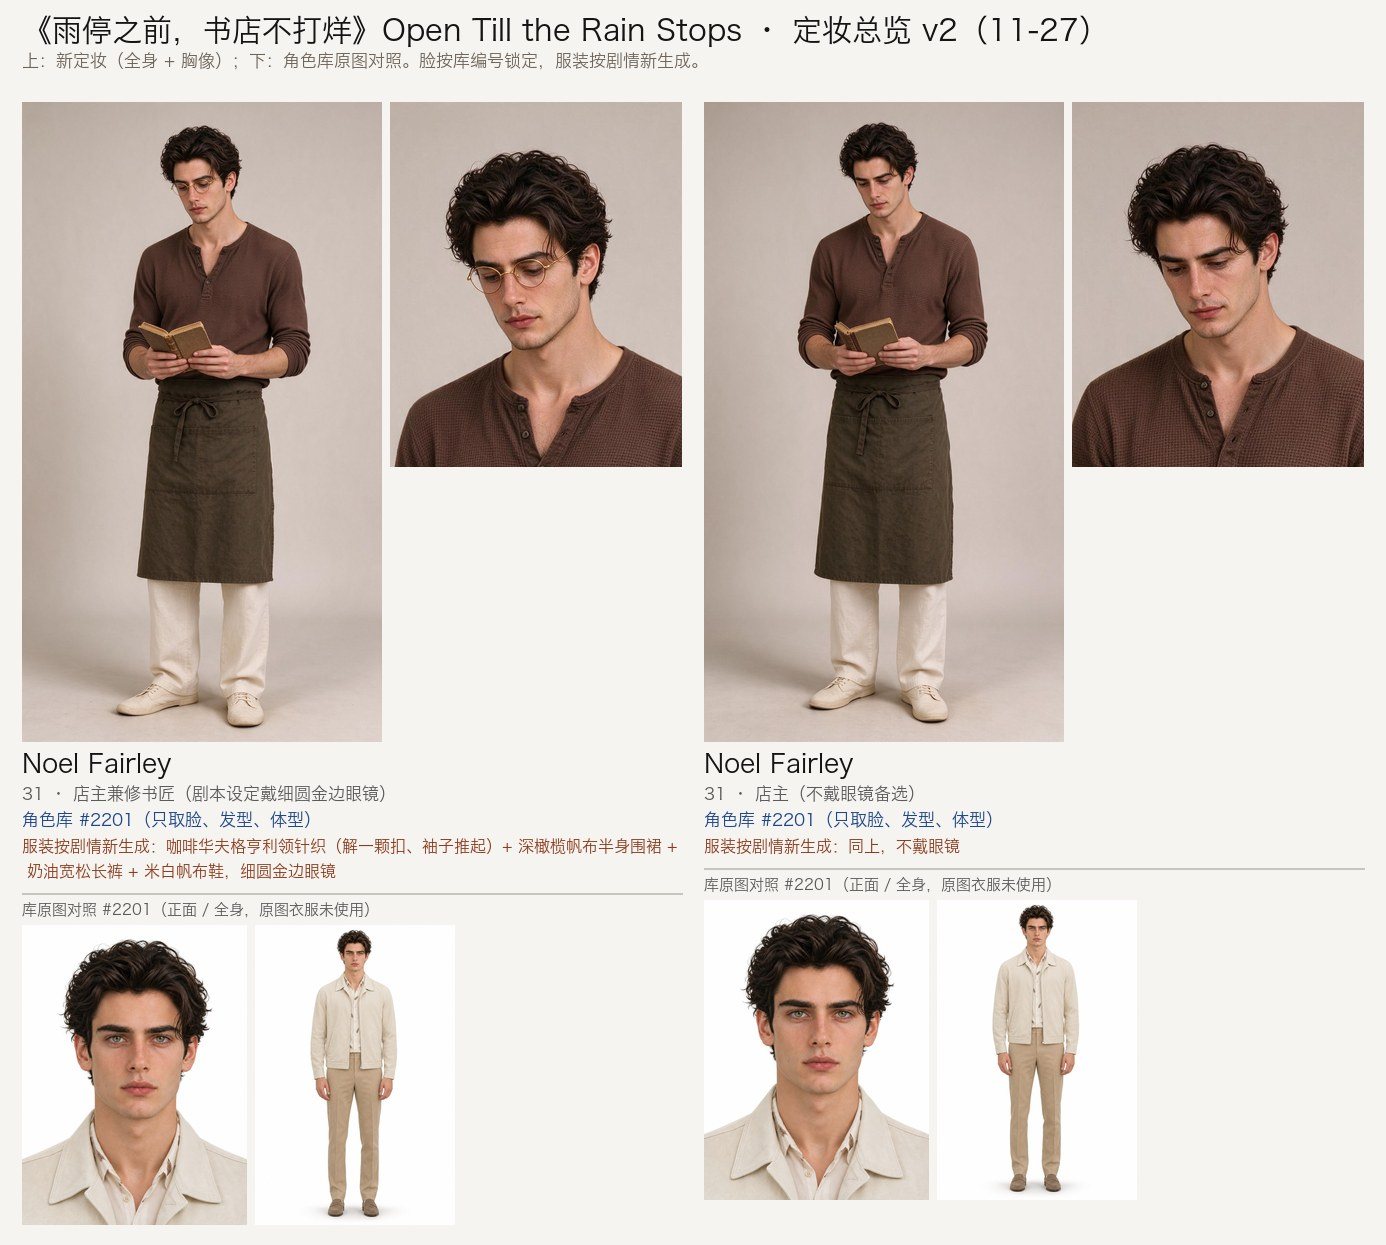 《雨停之前，书店不打烊》Open Till the Rain Stops · 定妆总览 v2（11-27）
上：新定妆（全身 + 胸像）；下：角色库原图对照。脸按库编号锁定，服装按剧情新生成。
Noel Fairley
31 · 店主兼修书匠（剧本设定戴细圆金边眼镜）
角色库 #2201（只取脸、发型、体型）
服装按剧情新生成：咖啡华夫格亨利领针织（解一颗扣、袖子推起）+ 深橄榄帆布半身围裙 +
奶油宽松长裤 + 米白帆布鞋，细圆金边眼镜
库原图对照 #2201（正面 / 全身，原图衣服未使用）
Noel Fairley
31 · 店主（不戴眼镜备选）
角色库 #2201（只取脸、发型、体型）
服装按剧情新生成：同上，不戴眼镜
库原图对照 #2201（正面 / 全身，原图衣服未使用）